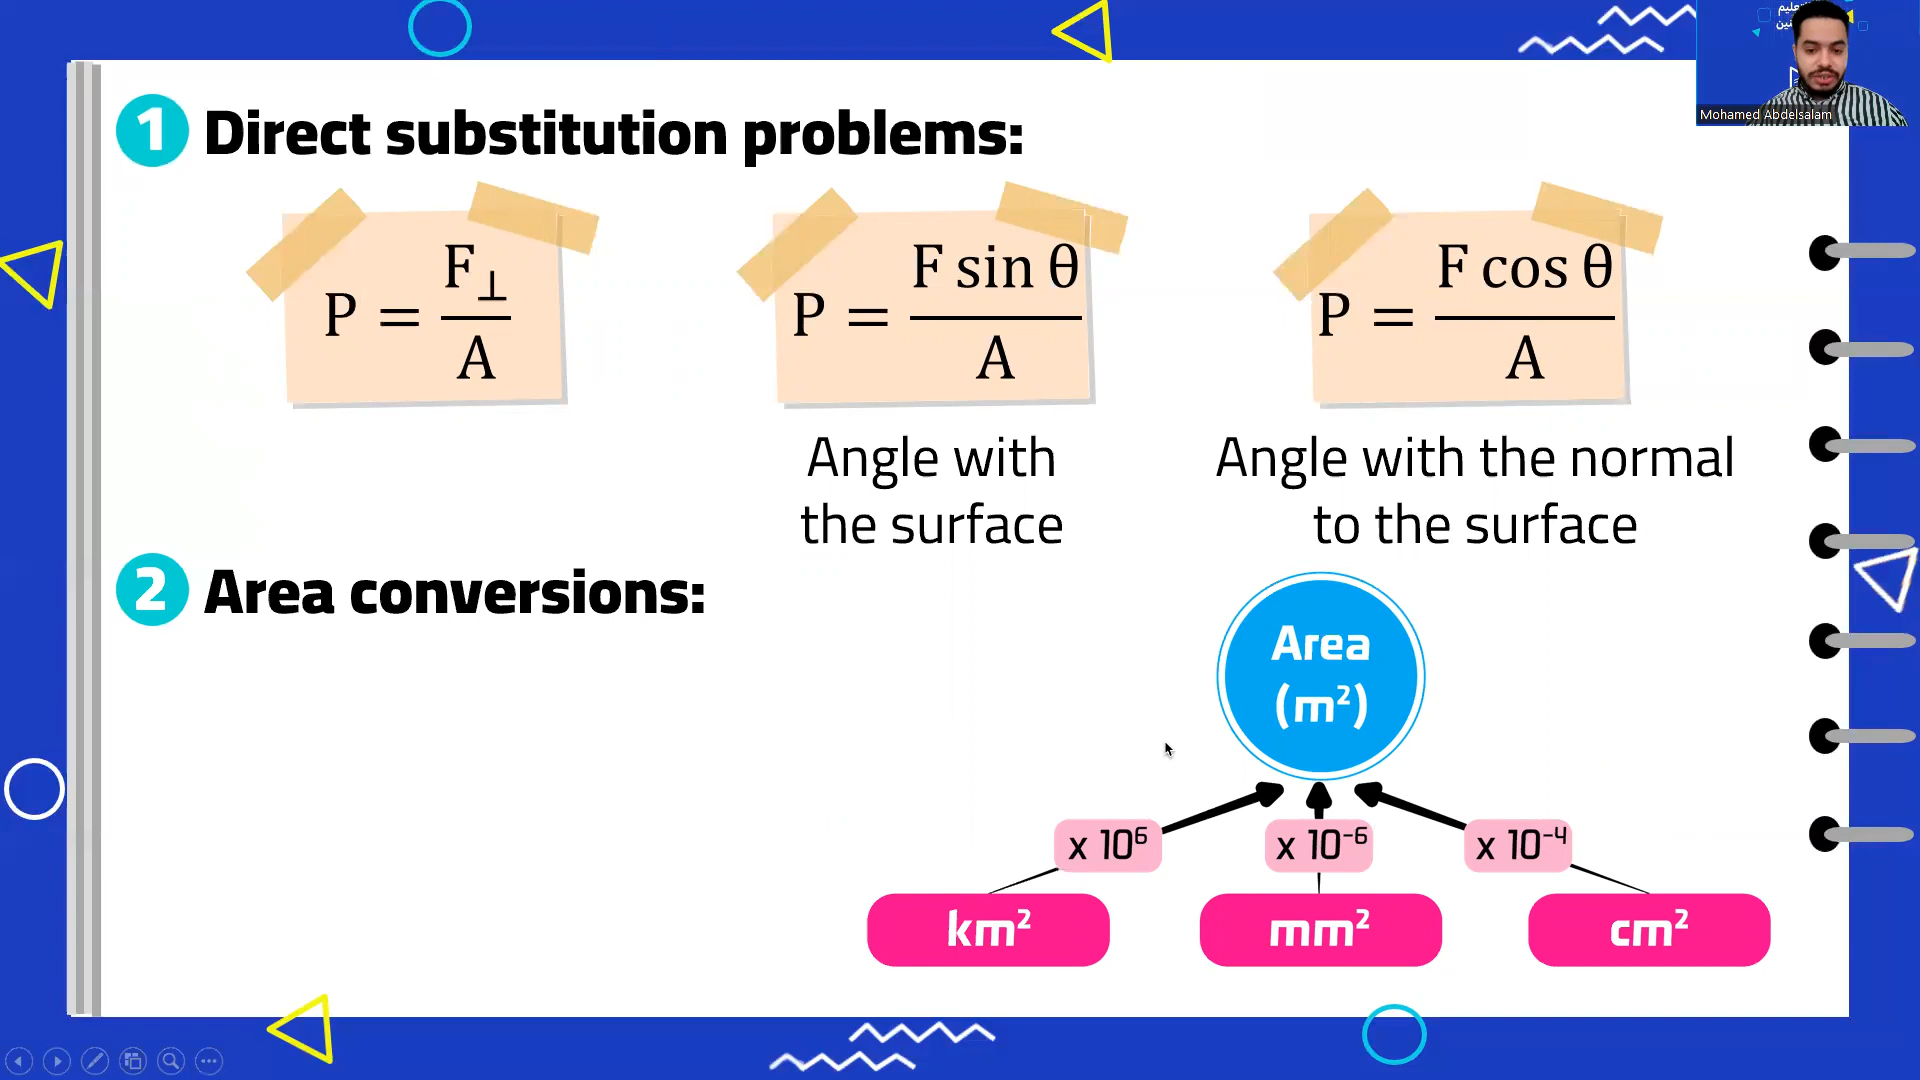 التعليم
1 Direct substitution problems:
Mohamed Abdelsalam
P = F⊥ / A
P = F sin θ / A
P = F cos θ / A
Angle with
the surface
Angle with the normal
to the surface
2 Area conversions:
Area
(m²)
x 10⁶
x 10⁻⁶
x 10⁻⁴
km²
mm²
cm²